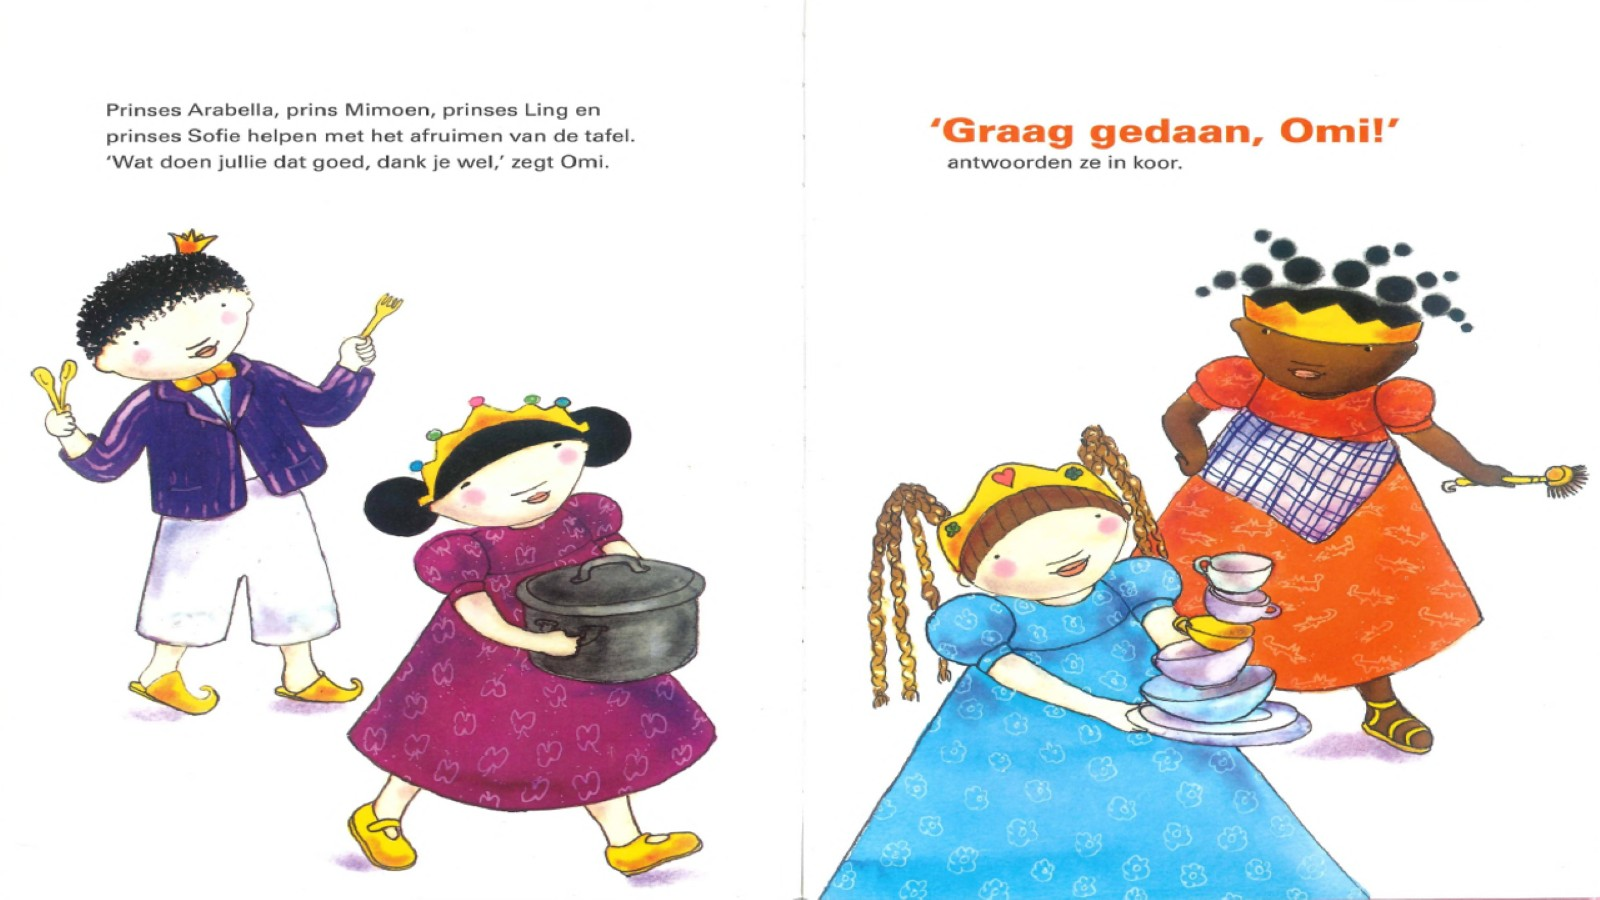 Prinses Arabella, prins Mimoen, prinses Ling en
prinses Sofie helpen met het afruimen van de tafel.
‘Wat doen jullie dat goed, dank je wel,’ zegt Omi.
‘Graag gedaan, Omi!’
antwoorden ze in koor.